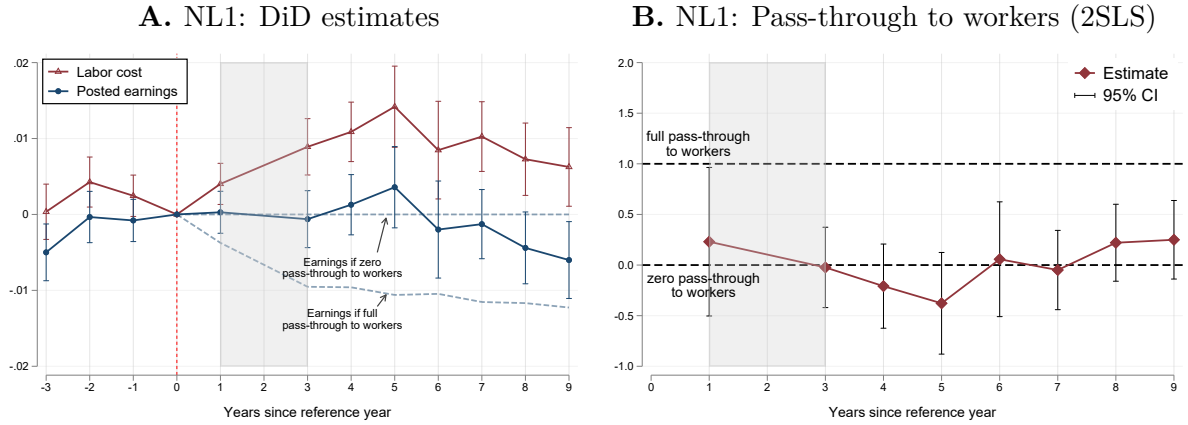 A. NL1: DiD estimates
.02
.01
0
-.01
-.02
Labor cost
Posted earnings
Earnings if zero
pass-through to workers
Earnings if full
pass-through to workers
-3 -2 -1 0 1 2 3 4 5 6 7 8 9
Years since reference year
B. NL1: Pass-through to workers (2SLS)
2.0
1.5
1.0
0.5
0.0
-0.5
-1.0
Estimate
95% CI
full pass-through
to workers
zero pass-through
to workers
0 1 2 3 4 5 6 7 8 9
Years since reference year